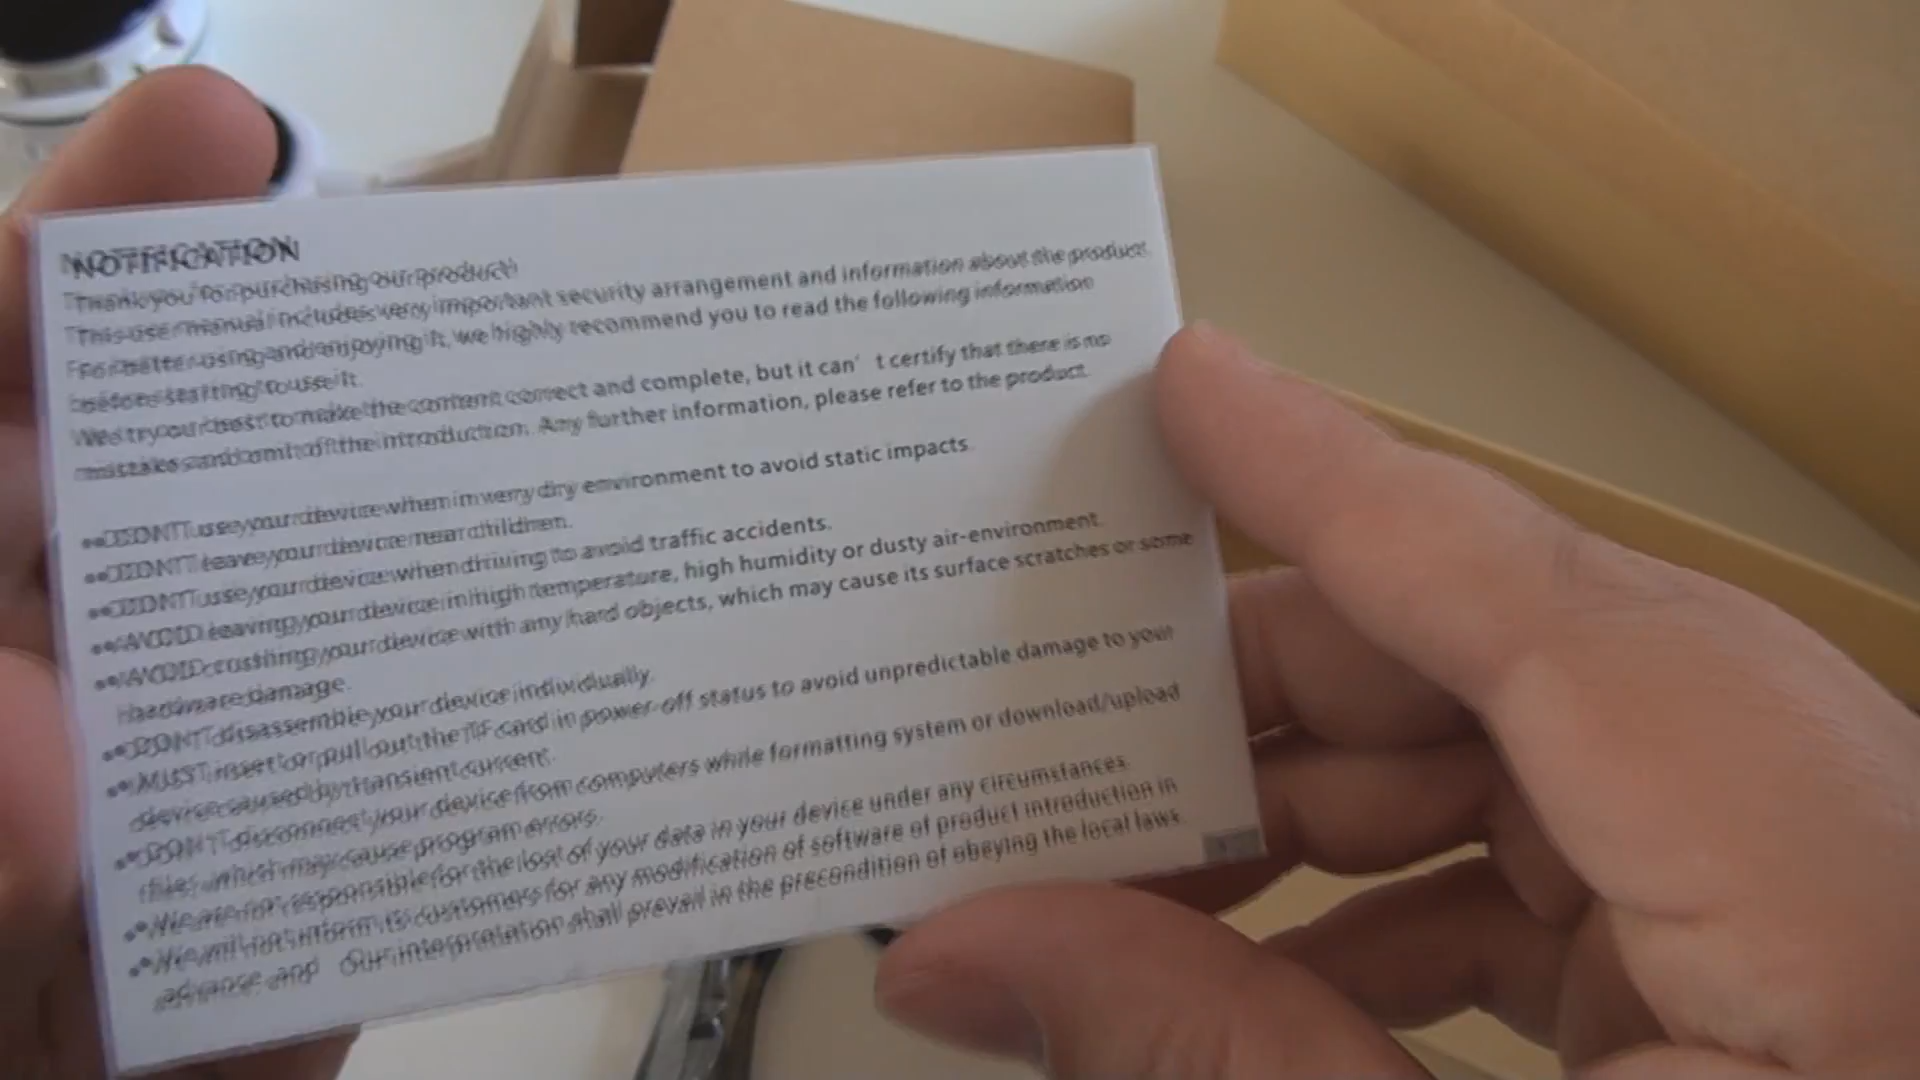 NOTIFICATION
Thank you for purchasing our product!
This user manual includes very important security arrangement and information about the product.
For better using and enjoying it, we highly recommend you to read the following information
before starting to use it.
We try our best to make the content correct and complete, but it can't certify that there is no
mistakes and omit of the introduction. Any further information, please refer to the product.
•DON'T use your device when in very dry environment to avoid static impacts.
•DON'T leave your device near children.
•DON'T use your device when driving to avoid traffic accidents.
•AVOID leaving your device in high temperature, high humidity or dusty air-environment.
•AVOID crashing your device with any hard objects, which may cause its surface scratches or some
hardware damage.
•DON'T disassemble your device individually.
•MUST insert or pull out the TF card in power-off status to avoid unpredictable damage to your
device caused by transient current.
•DON'T disconnect your device from computers while formatting system or download/upload
files, which may cause program errors.
•We are not responsible for the lost of your data in your device under any circumstances.
•We will not inform its customers for any modification of software of product introduction in
advance and Our interpretation shall prevail in the precondition of obeying the local laws.